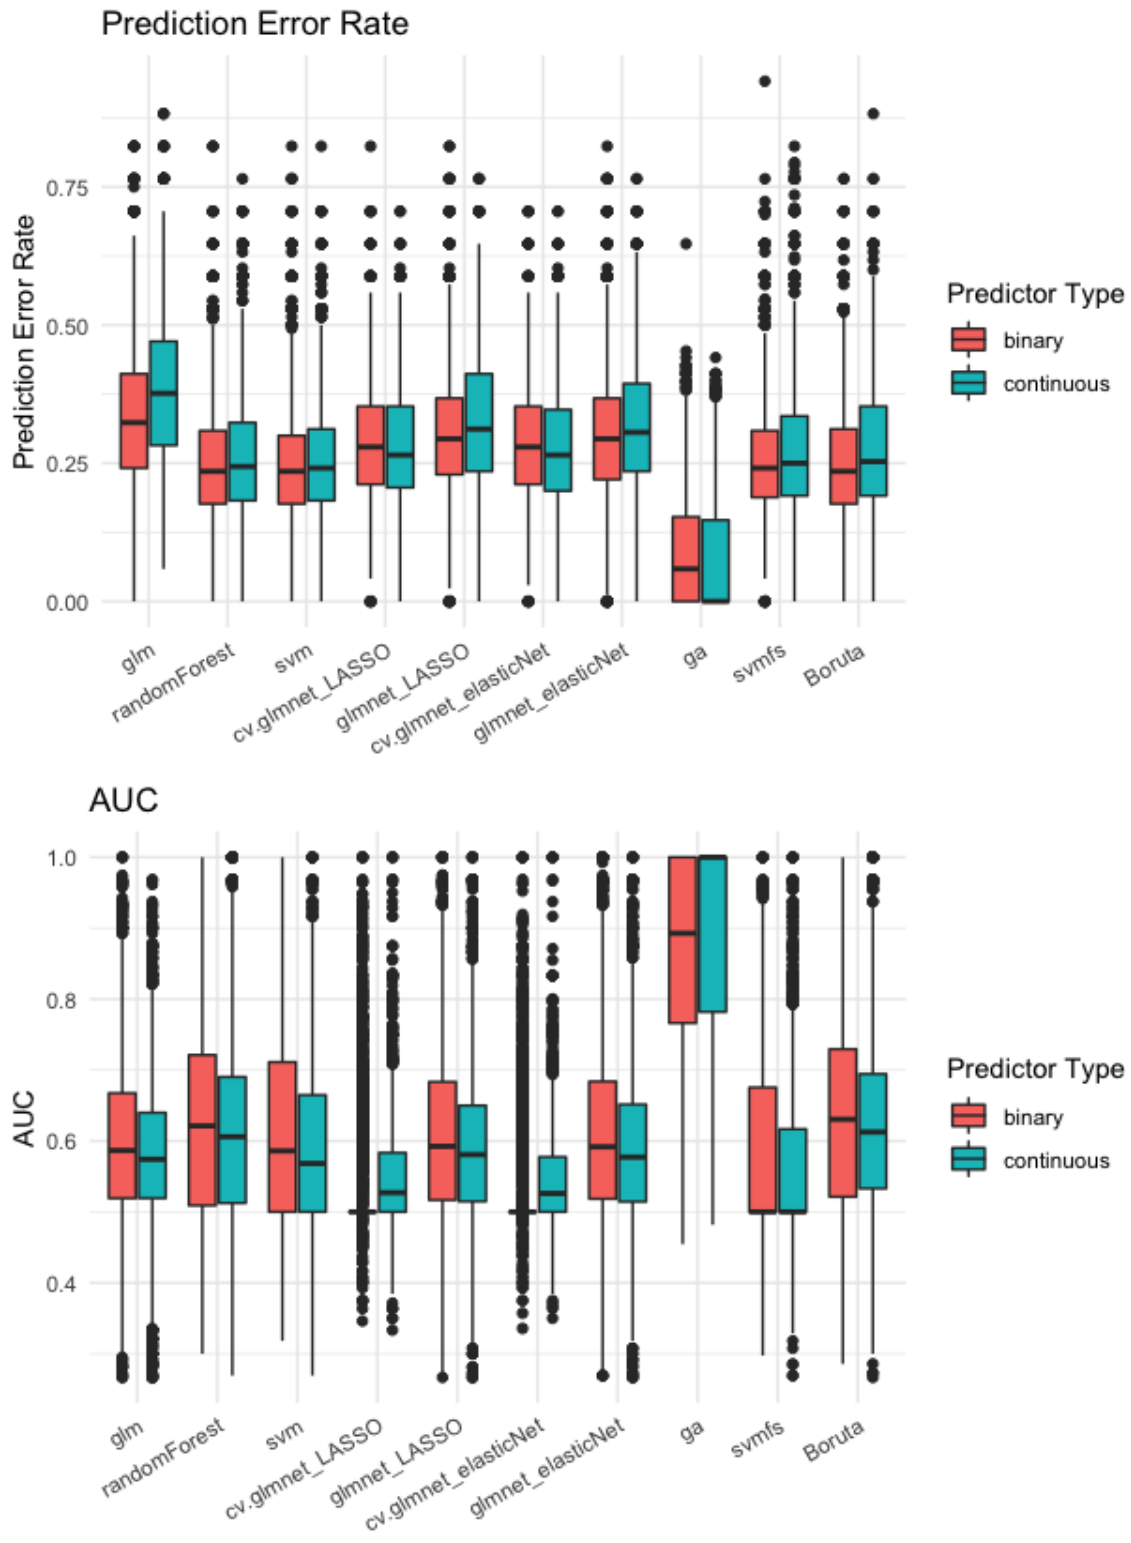 Prediction Error Rate
Prediction Error Rate
0.75
0.50
0.25
0.00
glm
randomForest
svm
cv.glmnet_LASSO
glmnet_LASSO
cv.glmnet_elasticNet
glmnet_elasticNet
ga
svmfs
Boruta
Predictor Type
binary
continuous
AUC
AUC
1.0
0.8
0.6
0.4
glm
randomForest
svm
cv.glmnet_LASSO
glmnet_LASSO
cv.glmnet_elasticNet
glmnet_elasticNet
ga
svmfs
Boruta
Predictor Type
binary
continuous